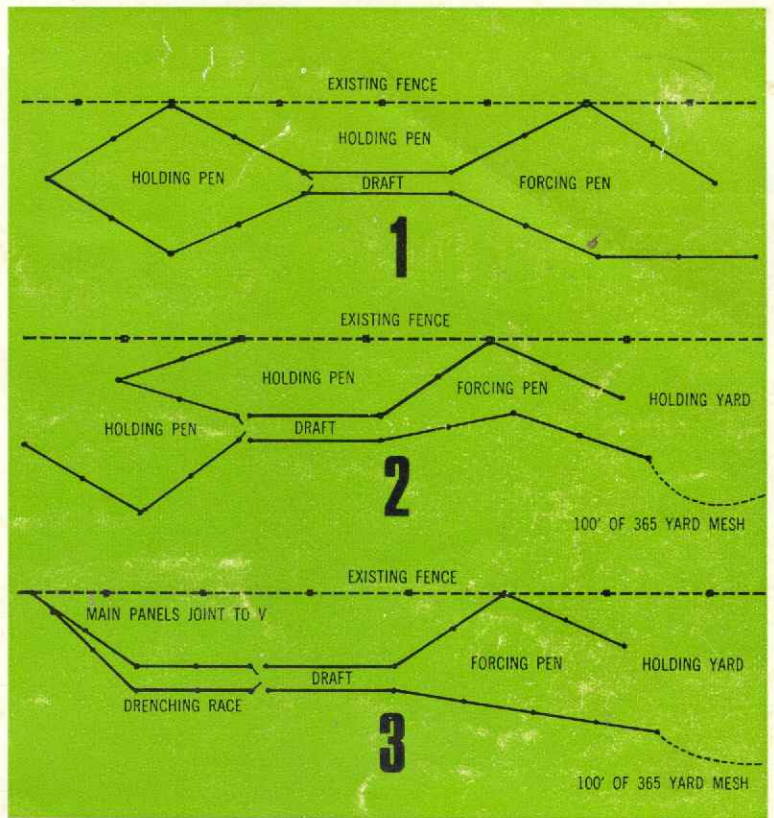 EXISTING FENCE
HOLDING PEN
HOLDING PEN
DRAFT
FORCING PEN
1
EXISTING FENCE
HOLDING PEN
FORCING PEN
HOLDING YARD
HOLDING PEN
DRAFT
2
100' OF 365 YARD MESH
EXISTING FENCE
MAIN PANELS JOINT TO V
FORCING PEN
HOLDING YARD
DRAFT
DRENCHING RACE
3
100' OF 365 YARD MESH